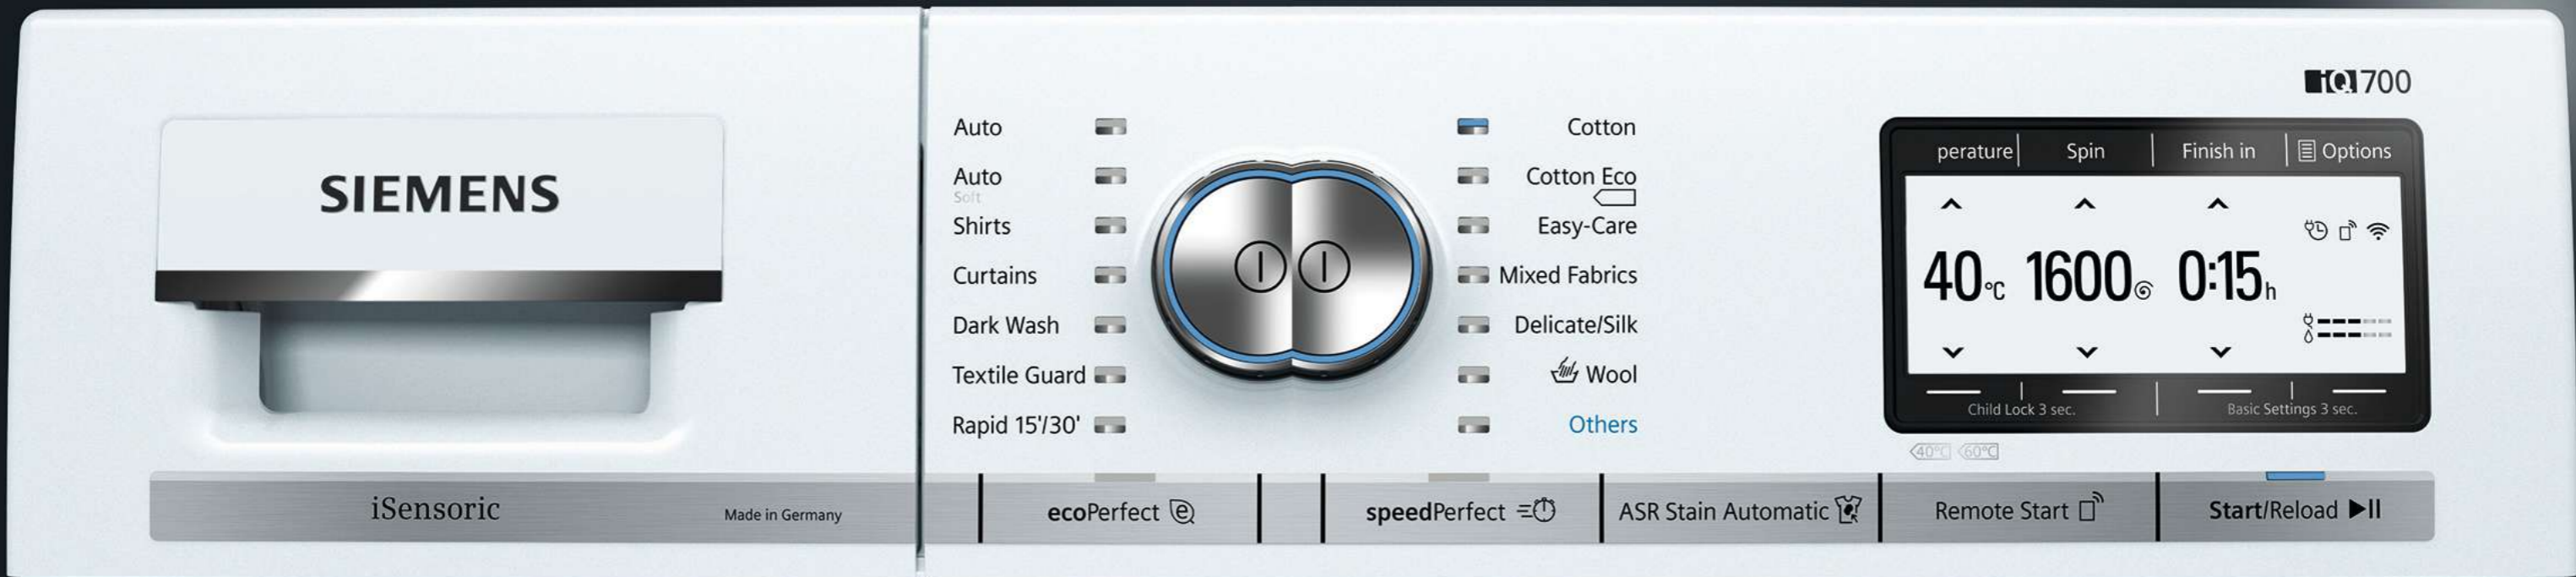 SIEMENS
iSensoric
Made in Germany
Auto
Auto
Soft
Shirts
Curtains
Dark Wash
Textile Guard
Rapid 15'/30'
Cotton
Cotton Eco
Easy-Care
Mixed Fabrics
Delicate/Silk
Wool
Others
iQ700
perature Spin Finish in Options
40°C 1600 0:15h
Child Lock 3 sec. Basic Settings 3 sec.
40°C 60°C
ecoPerfect e speedPerfect ASR Stain Automatic Remote Start Start/Reload